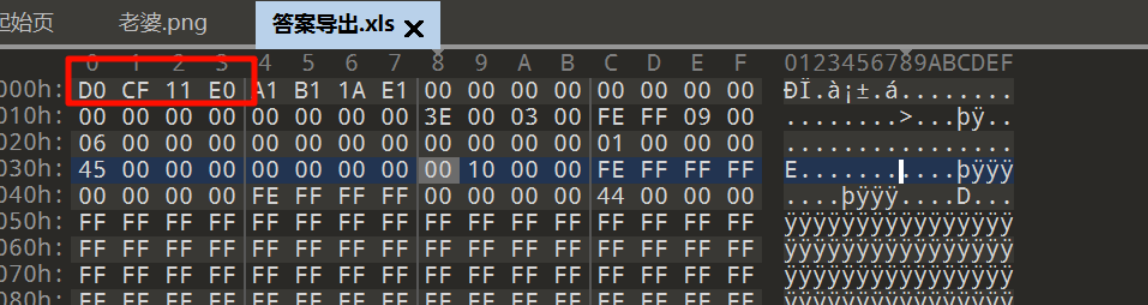 起始页 老婆.png 答案导出.xls ×
0 1 2 3 4 5 6 7 8 9 A B C D E F 0123456789ABCDEF
000h: D0 CF 11 E0 A1 B1 1A E1 00 00 00 00 00 00 00 00 ÐÏ.à¡±.á........
010h: 00 00 00 00 00 00 00 00 3E 00 03 00 FE FF 09 00 ........>...þÿ..
020h: 06 00 00 00 00 00 00 00 00 00 00 00 01 00 00 00 ................
030h: 45 00 00 00 00 00 00 00 00 10 00 00 FE FF FF FF E...........þÿÿÿ
040h: 00 00 00 00 FE FF FF FF 00 00 00 00 44 00 00 00 ....þÿÿÿ....D...
050h: FF FF FF FF FF FF FF FF FF FF FF FF FF FF FF FF ÿÿÿÿÿÿÿÿÿÿÿÿÿÿÿÿ
060h: FF FF FF FF FF FF FF FF FF FF FF FF FF FF FF FF ÿÿÿÿÿÿÿÿÿÿÿÿÿÿÿÿ
070h: FF FF FF FF FF FF FF FF FF FF FF FF FF FF FF FF ÿÿÿÿÿÿÿÿÿÿÿÿÿÿÿÿ
080h: FF FF FF FF FF FF FF FF FF FF FF FF FF FF FF FF ÿÿÿÿÿÿÿÿÿÿÿÿÿÿÿÿ